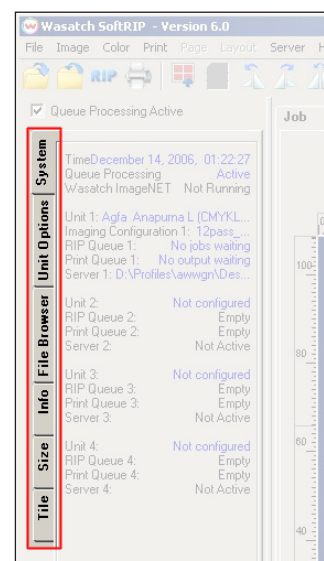 Wasatch SoftRIP - Version 6.0
File Image Color Print Page Layout Server H
RIP
Queue Processing Active
Job
System
Unit Options
File Browser
Info
Size
Tile
TimeDecember 14, 2006, 01:22:27
Queue Processing Active
Wasatch ImageNET Not Running
Unit 1: Agfa Anapurna L (CMYKL...
Imaging Configuration 1: 12pass_...
RIP Queue 1: No jobs waiting
Print Queue 1: No output waiting
Server 1: D:\Profiles\awwgn\Des...
Unit 2: Not configured
RIP Queue 2: Empty
Print Queue 2: Empty
Server 2: Not Active
Unit 3: Not configured
RIP Queue 3: Empty
Print Queue 3: Empty
Server 3: Not Active
Unit 4: Not configured
RIP Queue 4: Empty
Print Queue 4: Empty
Server 4: Not Active
100
80
60
40